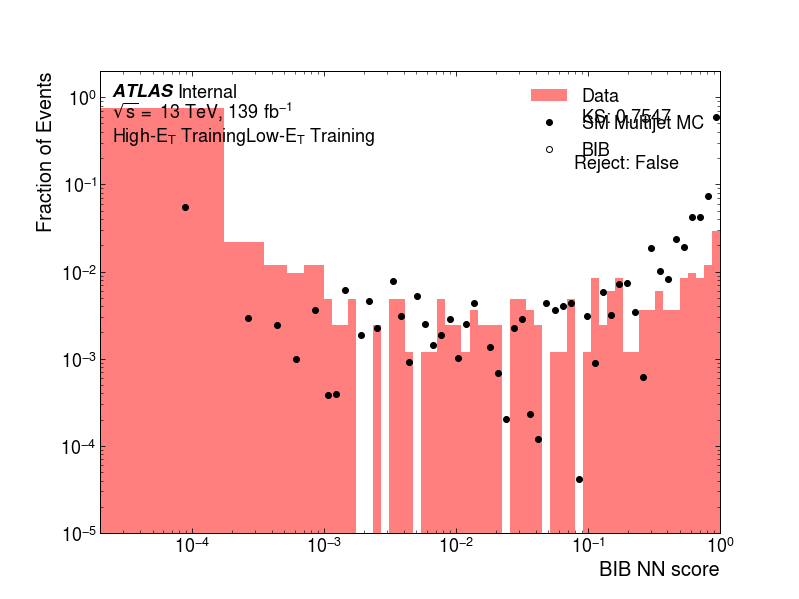 ATLAS Internal
√s = 13 TeV, 139 fb⁻¹
High-E_T TrainingLow-E_T Training
Data
KS: 0.7547
SM Multijet MC
BIB
Reject: False
Fraction of Events
10⁰
10⁻¹
10⁻²
10⁻³
10⁻⁴
10⁻⁵
10⁻⁴
10⁻³
10⁻²
10⁻¹
10⁰
BIB NN score